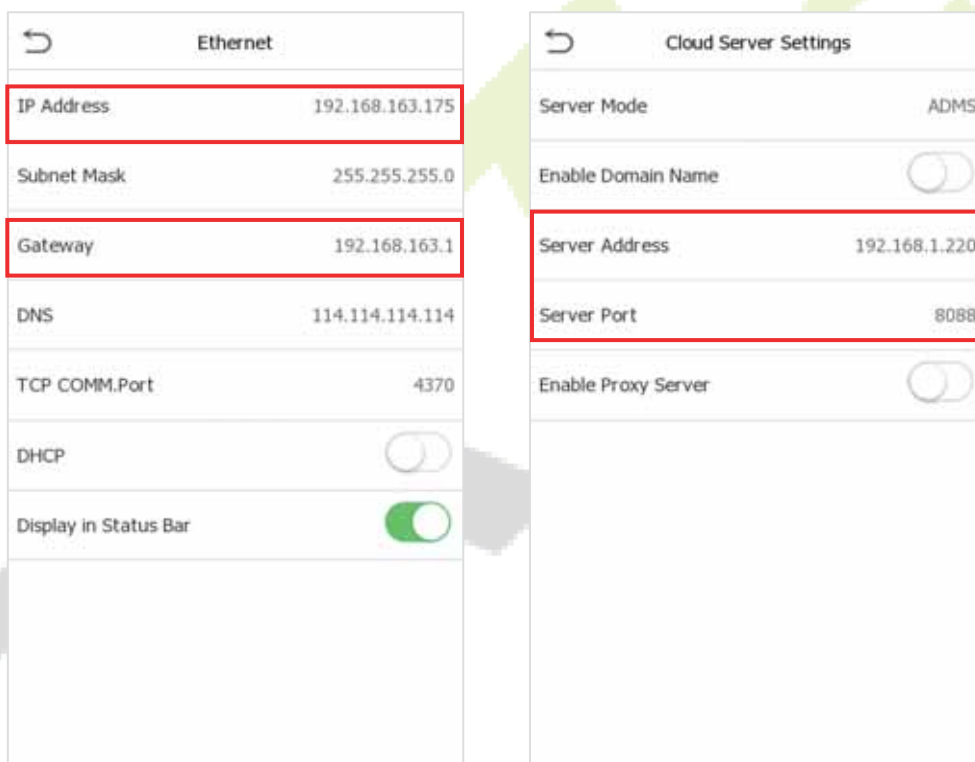 Ethernet
IP Address 192.168.163.175
Subnet Mask 255.255.255.0
Gateway 192.168.163.1
DNS 114.114.114.114
TCP COMM.Port 4370
DHCP
Display in Status Bar
Cloud Server Settings
Server Mode ADMS
Enable Domain Name
Server Address 192.168.1.220
Server Port 8088
Enable Proxy Server